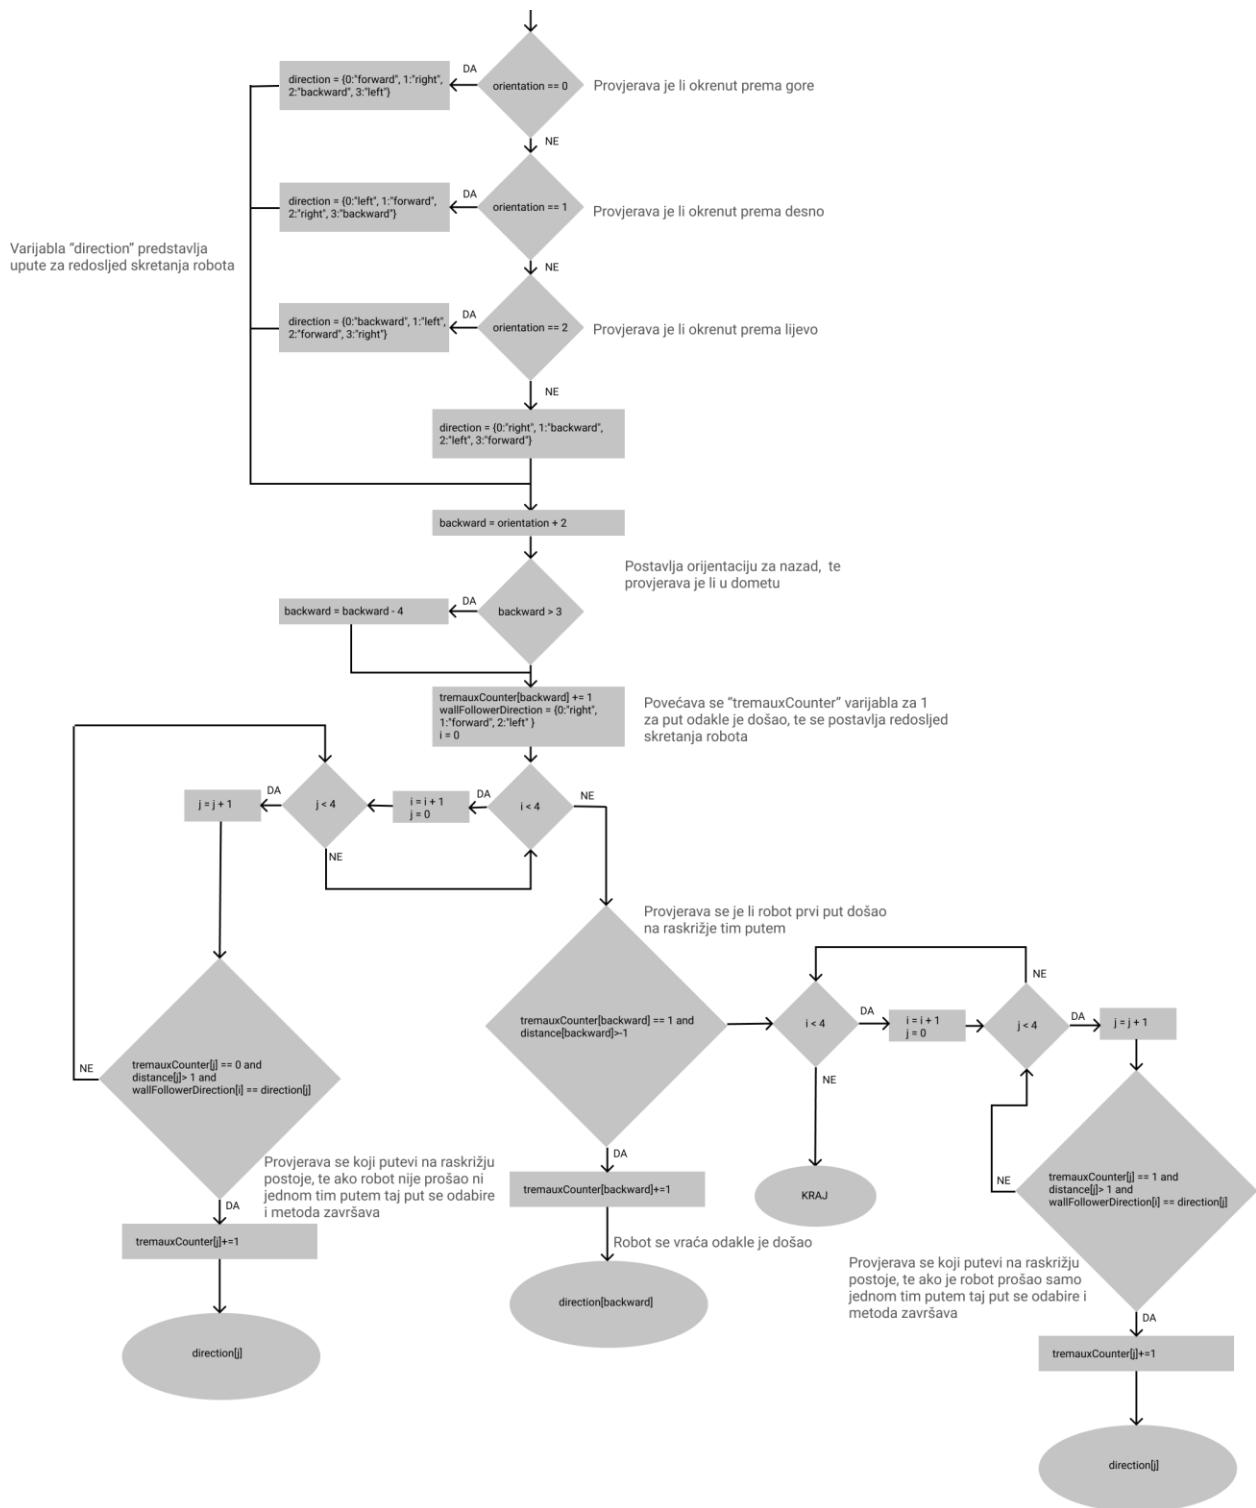 DA
direction = {0:"forward", 1:"right",
2:"backward", 3:"left"}
orientation == 0
Provjerava je li okrenut prema gore
NE
DA
direction = {0:"left", 1:"forward",
2:"right", 3:"backward"}
orientation == 1
Provjerava je li okrenut prema desno
NE
Varijabla "direction" predstavlja
upute za redosljed skretanja robota
DA
direction = {0:"backward", 1:"left",
2:"forward", 3:"right"}
orientation == 2
Provjerava je li okrenut prema lijevo
NE
direction = {0:"right", 1:"backward",
2:"left", 3:"forward"}
backward = orientation + 2
Postavlja orijentaciju za nazad, te
provjerava je li u dometu
DA
backward = backward - 4
backward > 3
tremauxCounter[backward] += 1
wallFollowerDirection = {0:"right",
1:"forward", 2:"left" }
i = 0
Povećava se "tremauxCounter" varijabla za 1
za put odakle je došao, te se postavlja redosljed
skretanja robota
j = j + 1
DA
j < 4
i = i + 1
j = 0
DA
i < 4
NE
NE
Provjerava se je li robot prvi put došao
na raskrižje tim putem
tremauxCounter[backward] == 1 and
distance[backward]>-1
i < 4
DA
i = i + 1
j = 0
NE
j < 4
DA
j = j + 1
NE
NE
tremauxCounter[j] == 0 and
distance[j]> 1 and
wallFollowerDirection[i] == direction[j]
Provjerava se koji putevi na raskrižju
postoje, te ako robot nije prošao ni
jednom tim putem taj put se odabire
i metoda završava
DA
tremauxCounter[j]+=1
direction[j]
DA
tremauxCounter[backward]+=1
Robot se vraća odakle je došao
direction[backward]
KRAJ
NE
tremauxCounter[j] == 1 and
distance[j]> 1 and
wallFollowerDirection[i] == direction[j]
Provjerava se koji putevi na raskrižju
postoje, te ako je robot prošao samo
jednom tim putem taj put se odabire i
metoda završava
DA
tremauxCounter[j]+=1
direction[j]